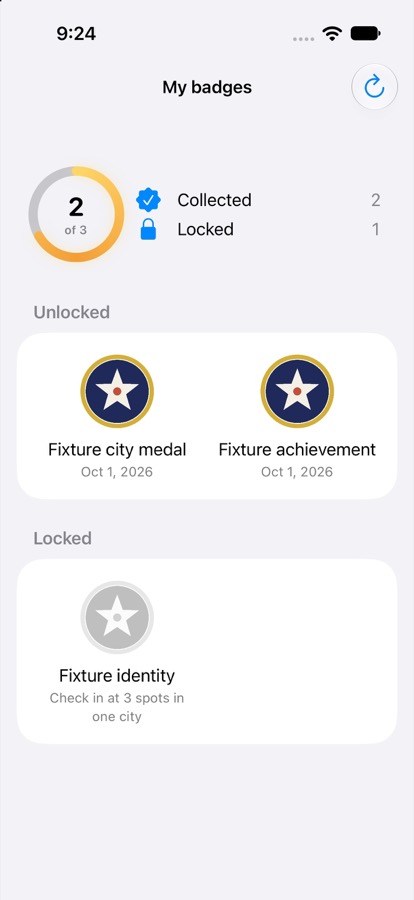 9:24
My badges
2
of 3
Collected 2
Locked 1
Unlocked
Fixture city medal
Oct 1, 2026
Fixture achievement
Oct 1, 2026
Locked
Fixture identity
Check in at 3 spots in
one city